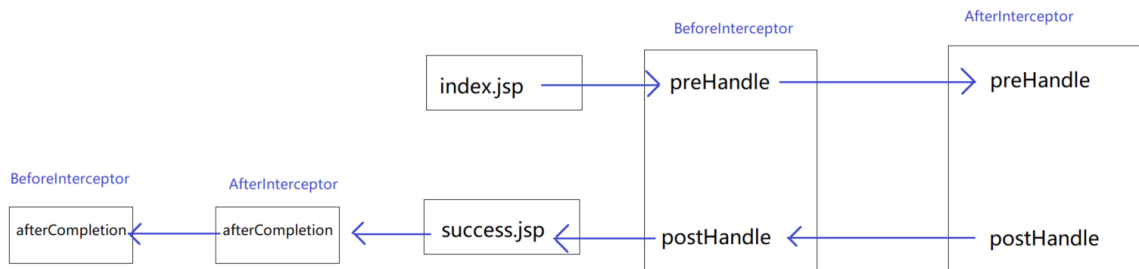 AfterInterceptor
BeforeInterceptor
index.jsp
preHandle
preHandle
BeforeInterceptor
AfterInterceptor
afterCompletion
afterCompletion
success.jsp
postHandle
postHandle